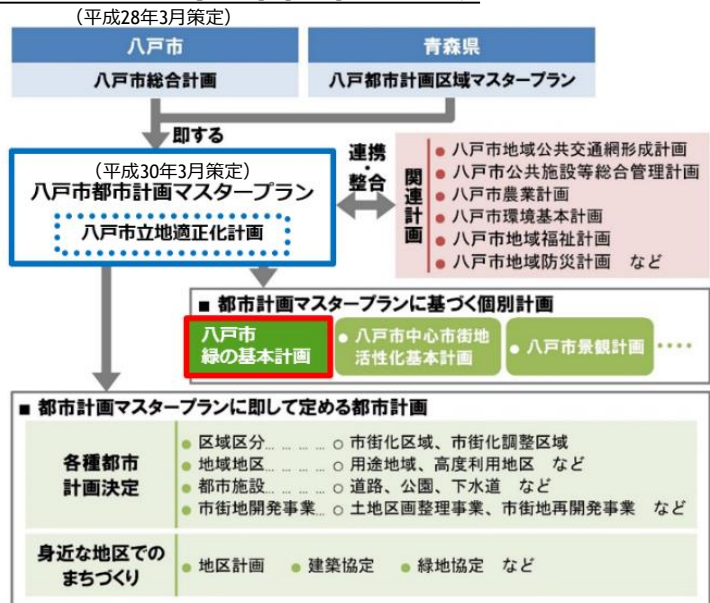 （平成28年3月策定）
八戸市
八戸市総合計画
青森県
八戸都市計画区域マスタープラン
即する
（平成30年3月策定）
八戸市都市計画マスタープラン
八戸市立地適正化計画
連携
・
整合
関連計画
● 八戸市地域公共交通網形成計画
● 八戸市公共施設等総合管理計画
● 八戸市農業計画
● 八戸市環境基本計画
● 八戸市地域福祉計画
● 八戸市地域防災計画 など
■ 都市計画マスタープランに基づく個別計画
八戸市
緑の基本計画
● 八戸市中心市街地
活性化基本計画
● 八戸市景観計画 ････
■ 都市計画マスタープランに即して定める都市計画
各種都市
計画決定
● 区域区分… … … … ○ 市街化区域、市街化調整区域
● 地域地区… … … … ○ 用途地域、高度利用地区 など
● 都市施設… … … … ○ 道路、公園、下水道 など
● 市街地開発事業… ○ 土地区画整理事業、市街地再開発事業 など
身近な地区での
まちづくり
● 地区計画 ● 建築協定 ● 緑地協定 など